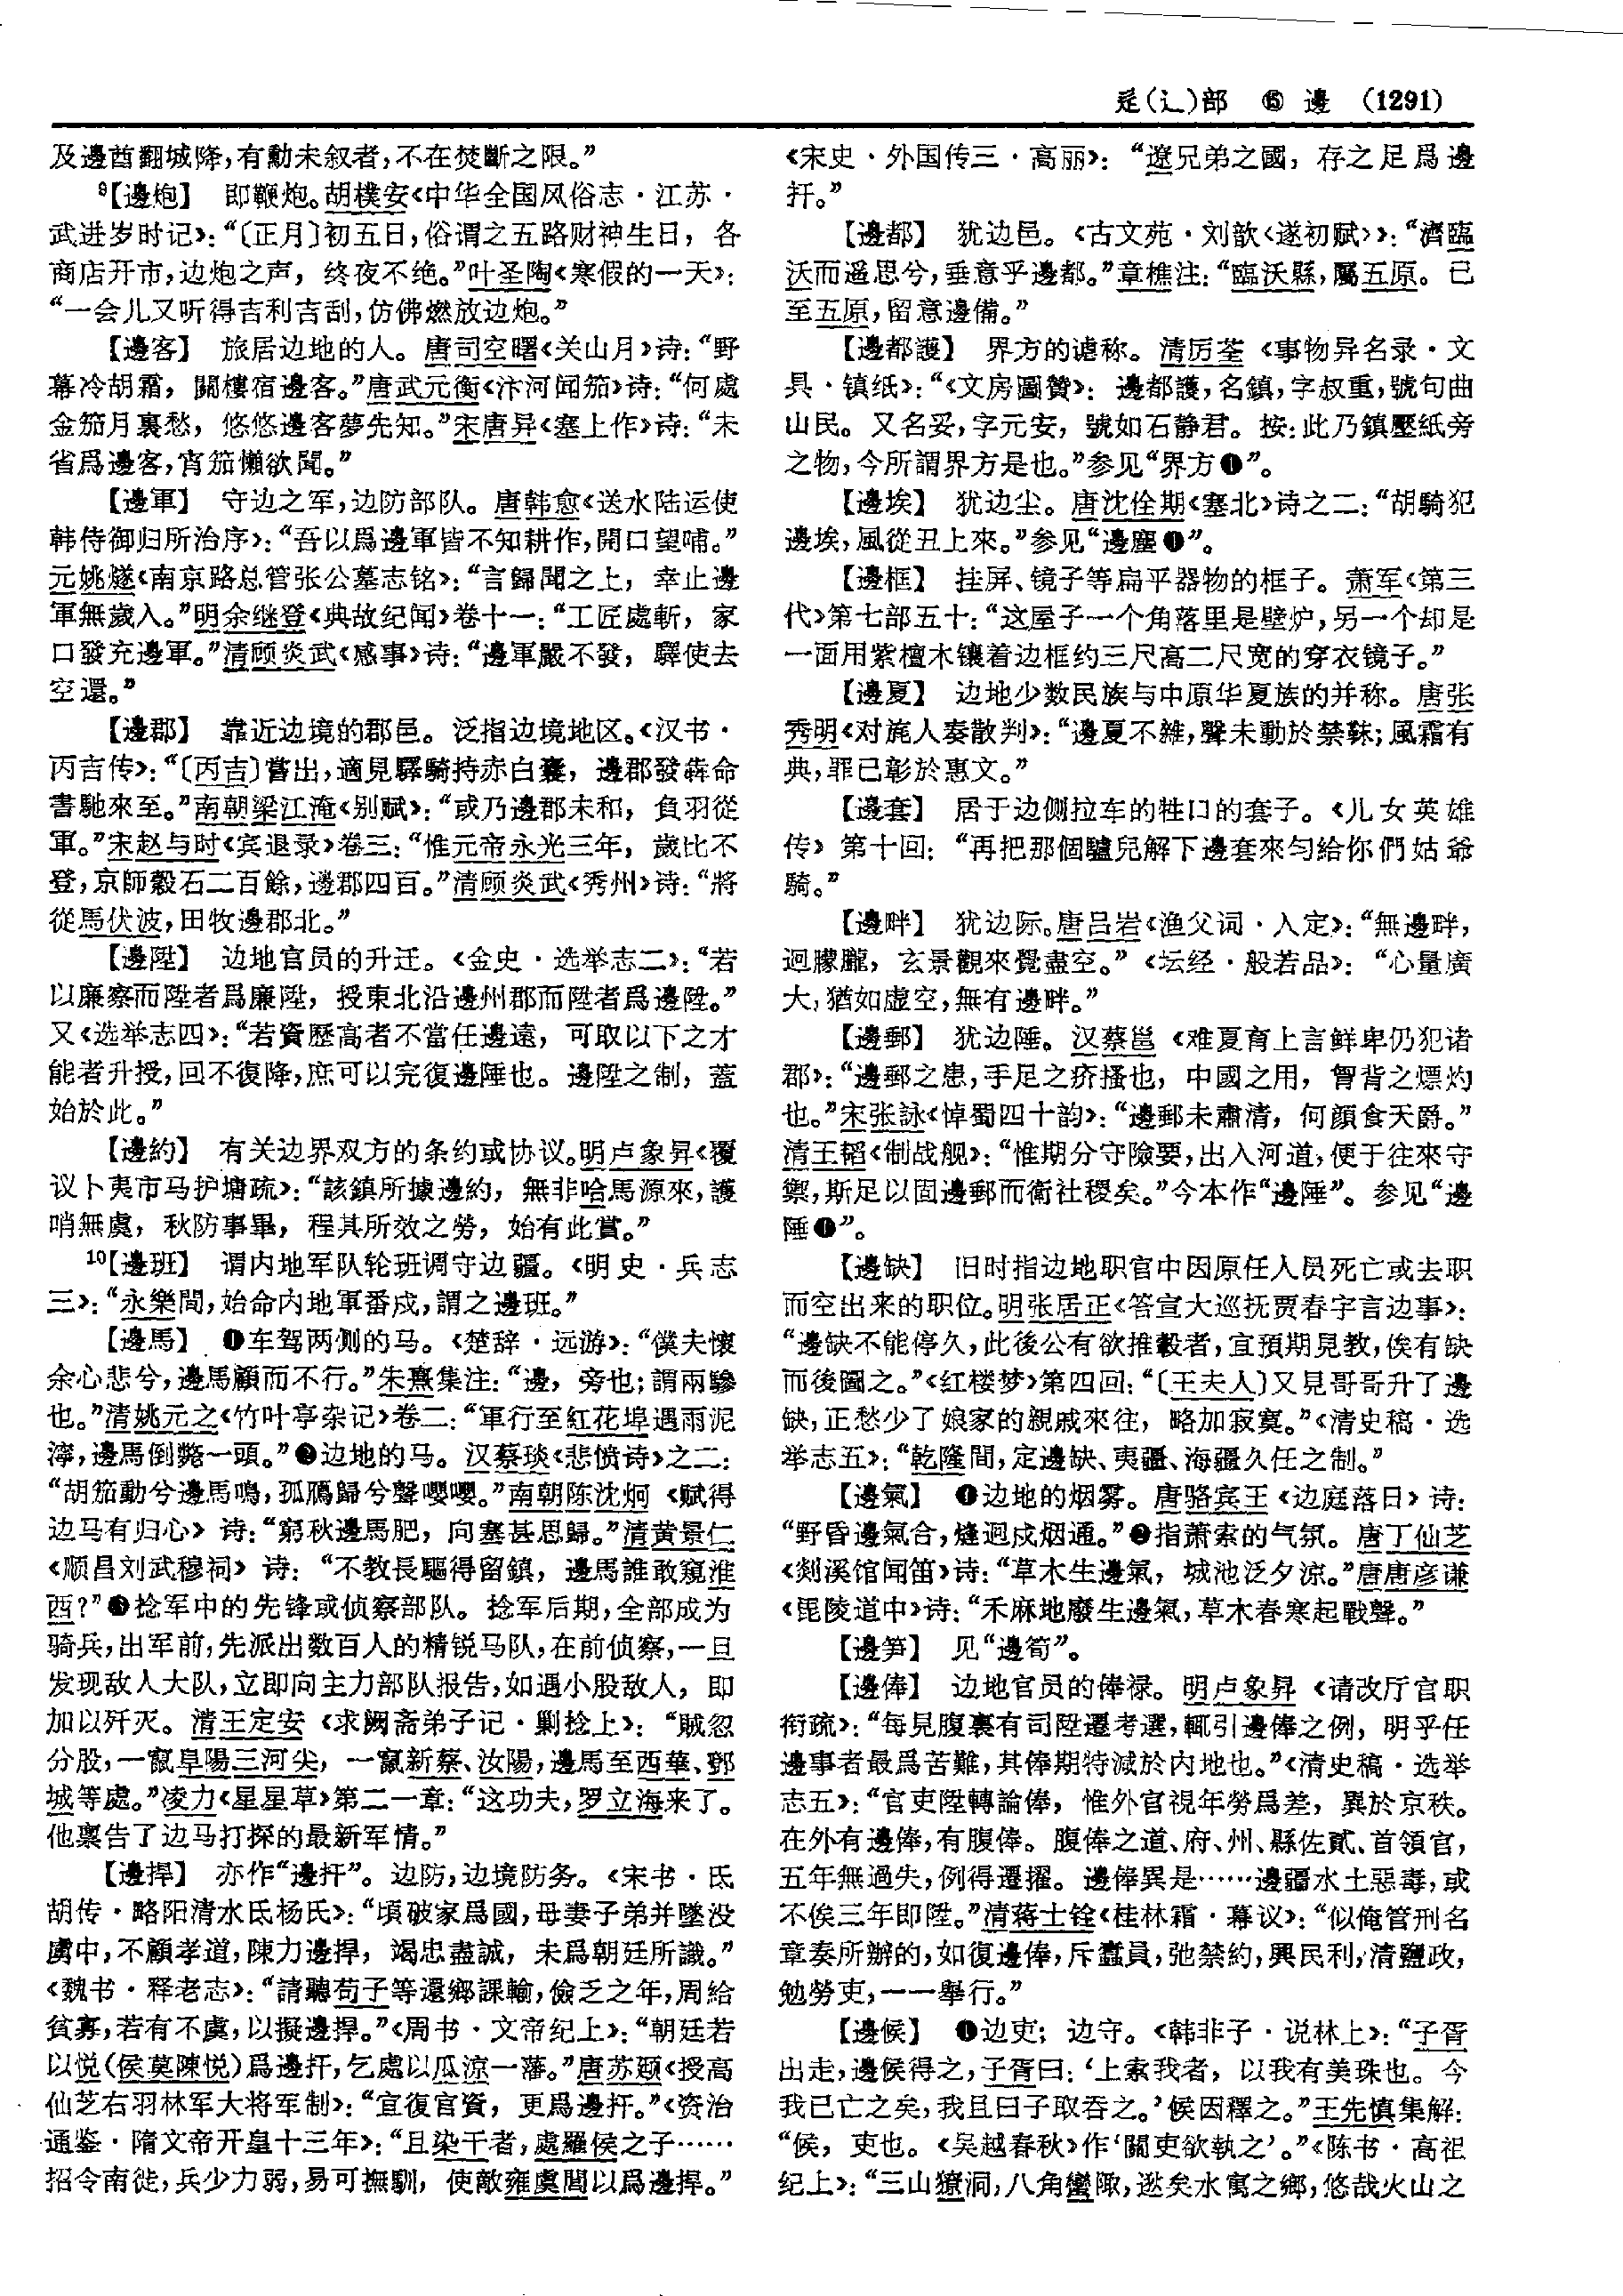 辵(辶)部 ⑮ 邊 (1291)
及邊酋翻城降，有勳未叙者，不在焚斷之限。”
⁹【邊炮】 即鞭炮。胡樸安《中华全国风俗志·江苏·
武进岁时记》：“〔正月〕初五日，俗谓之五路财神生日，各
商店开市，边炮之声，终夜不绝。”叶圣陶《寒假的一天》：
“一会儿又听得吉利吉刮，仿佛燃放边炮。”
【邊客】 旅居边地的人。唐司空曙《关山月》诗：“野
幕冷胡霜，關樓宿邊客。”唐武元衡《汴河闻笳》诗：“何處
金笳月裏愁，悠悠邊客夢先知。”宋唐异《塞上作》诗：“未
省爲邊客，宵笳懶欲聞。”
【邊軍】 守边之军，边防部队。唐韩愈《送水陆运使
韩侍御归所治序》：“吾以爲邊軍皆不知耕作，開口望哺。”
元姚燧《南京路总管张公墓志铭》：“言歸聞之上，幸止邊
軍無歲入。”明余继登《典故纪闻》卷十一：“工匠處斬，家
口發充邊軍。”清顾炎武《感事》诗：“邊軍嚴不發，驛使去
空還。”
【邊郡】 靠近边境的郡邑。泛指边境地区。《汉书·
丙吉传》：“〔丙吉〕嘗出，適見驛騎持赤白囊，邊郡發犇命
書馳來至。”南朝梁江淹《别赋》：“或乃邊郡未和，負羽從
軍。”宋赵与时《宾退录》卷三：“惟元帝永光三年，歲比不
登，京師穀石二百餘，邊郡四百。”清顾炎武《秀州》诗：“將
從馬伏波，田牧邊郡北。”
【邊陞】 边地官员的升迁。《金史·选举志二》：“若
以廉察而陞者爲廉陞，授東北沿邊州郡而陞者爲邊陞。”
又《选举志四》：“若資歷高者不當任邊遠，可取以下之才
能者升授，回不復降，庶可以完復邊陲也。邊陞之制，蓋
始於此。”
【邊約】 有关边界双方的条约或协议。明卢象昇《覆
议卜夷市马护塘疏》：“該鎮所據邊約，無非哈馬源來，護
哨無虞，秋防事畢，程其所效之勞，始有此賞。”
¹⁰【邊班】 谓内地军队轮班调守边疆。《明史·兵志
三》：“永樂間，始命内地軍番戍，謂之邊班。”
【邊馬】 ❶车驾两侧的马。《楚辞·远游》：“僕夫懷
余心悲兮，邊馬顧而不行。”朱熹集注：“邊，旁也；謂兩驂
也。”清姚元之《竹叶亭杂记》卷二：“軍行至紅花埠遇雨泥
濘，邊馬倒斃一頭。”❷边地的马。汉蔡琰《悲愤诗》之二：
“胡笳動兮邊馬鳴，孤鴈歸兮聲嚶嚶。”南朝陈沈炯《赋得
边马有归心》诗：“窮秋邊馬肥，向塞甚思歸。”清黄景仁
《顺昌刘武穆祠》诗：“不教長驅得留鎮，邊馬誰敢窺淮
西？”❸捻军中的先锋或侦察部队。捻军后期，全部成为
骑兵，出军前，先派出数百人的精锐马队，在前侦察，一旦
发现敌人大队，立即向主力部队报告，如遇小股敌人，即
加以歼灭。清王定安《求阙斋弟子记·剿捻上》：“賊忽
分股，一竄阜陽三河尖，一竄新蔡、汝陽，邊馬至西華、郾
城等處。”凌力《星星草》第二一章：“这功夫，罗立海来了。
他禀告了边马打探的最新军情。”
【邊捍】 亦作“邊扞”。边防，边境防务。《宋书·氐
胡传·略阳清水氐杨氏》：“頃破家爲國，母妻子弟并墜没
虜中，不顧孝道，陳力邊捍，竭忠盡誠，未爲朝廷所識。”
《魏书·释老志》：“請聽苟子等還鄉課輸，儉乏之年，周給
貧寡，若有不虞，以擬邊捍。”《周书·文帝纪上》：“朝廷若
以悦(侯莫陳悦)爲邊扞，乞處以瓜涼一藩。”唐苏颋《授高
仙芝右羽林军大将军制》：“宜復官資，更爲邊扞。”《资治
通鉴·隋文帝开皇十三年》：“且染干者，處羅侯之子……
招令南徙，兵少力弱，易可撫馴，使敵雍虞閭以爲邊捍。”
《宋史·外国传三·高丽》：“遼兄弟之國，存之足爲邊
扞。”
【邊都】 犹边邑。《古文苑·刘歆〈遂初赋〉》：“濟臨
沃而遥思兮，垂意乎邊都。”章樵注：“臨沃縣，屬五原。已
至五原，留意邊備。”
【邊都護】 界方的谑称。清厉荃《事物异名录·文
具·镇纸》：“《文房圖贊》：邊都護，名鎮，字叔重，號句曲
山民。又名妥，字元安，號如石静君。按：此乃鎮壓紙旁
之物，今所謂界方是也。”参见“界方❶”。
【邊埃】 犹边尘。唐沈佺期《塞北》诗之二：“胡騎犯
邊埃，風從丑上來。”参见“邊塵❶”。
【邊框】 挂屏、镜子等扁平器物的框子。萧军《第三
代》第七部五十：“这屋子一个角落里是壁炉，另一个却是
一面用紫檀木镶着边框约三尺高二尺宽的穿衣镜子。”
【邊夏】 边地少数民族与中原华夏族的并称。唐张
秀明《对旄人奏散判》：“邊夏不雜，聲未動於禁靺；風霜有
典，罪已彰於惠文。”
【邊套】 居于边侧拉车的牲口的套子。《儿女英雄
传》第十回：“再把那個驢兒解下邊套來匀給你們姑爺
騎。”
【邊畔】 犹边际。唐吕岩《渔父词·入定》：“無邊畔，
迥朦朧，玄景觀來覺盡空。”《坛经·般若品》：“心量廣
大，猶如虚空，無有邊畔。”
【邊郵】 犹边陲。汉蔡邕《难夏育上言鲜卑仍犯诸
郡》：“邊郵之患，手足之疥搔也，中國之用，胷背之熛灼
也。”宋张詠《悼蜀四十韵》：“邊郵未肅清，何顔食天爵。”
清王韬《制战舰》：“惟期分守險要，出入河道，便于往來守
禦，斯足以固邊郵而衛社稷矣。”今本作“邊陲”。参见“邊
陲❶”。
【邊缺】 旧时指边地职官中因原任人员死亡或去职
而空出来的职位。明张居正《答宣大巡抚贾春宇言边事》：
“邊缺不能停久，此後公有欲推轂者，宜預期見教，俟有缺
而後圖之。”《红楼梦》第四回：“〔王夫人〕又見哥哥升了邊
缺，正愁少了娘家的親戚來往，略加寂寞。”《清史稿·选
举志五》：“乾隆間，定邊缺、夷疆、海疆久任之制。”
【邊氣】 ❶边地的烟雾。唐骆宾王《边庭落日》诗：
“野昏邊氣合，烽迥戍烟通。”❷指萧索的气氛。唐丁仙芝
《剡溪馆闻笛》诗：“草木生邊氣，城池泛夕涼。”唐唐彦谦
《毘陵道中》诗：“禾麻地廢生邊氣，草木春寒起戰聲。”
【邊笋】 见“邊筍”。
【邊俸】 边地官员的俸禄。明卢象昇《请改厅官职
衔疏》：“每見腹裏有司陞遷考選，輒引邊俸之例，明乎任
邊事者最爲苦難，其俸期特減於内地也。”《清史稿·选举
志五》：“官吏陞轉論俸，惟外官視年勞爲差，異於京秩。
在外有邊俸，有腹俸。腹俸之道、府、州、縣佐貳、首領官，
五年無過失，例得遷擢。邊俸異是……邊疆水土惡毒，或
不俟三年即陞。”清蒋士铨《桂林霜·幕议》：“似俺管刑名
章奏所辦的，如復邊俸，斥蠹員，弛禁約，興民利，清鹽政，
勉勞吏，一一舉行。”
【邊候】 ❶边吏；边守。《韩非子·说林上》：“子胥
出走，邊候得之，子胥曰：‘上索我者，以我有美珠也。今
我已亡之矣，我且曰子取吞之。’候因釋之。”王先慎集解：
“候，吏也。《吴越春秋》作‘關吏欲執之’。”《陈书·高祖
纪上》：“三山獠洞，八角蠻陬，逖矣水寓之鄉，悠哉火山之